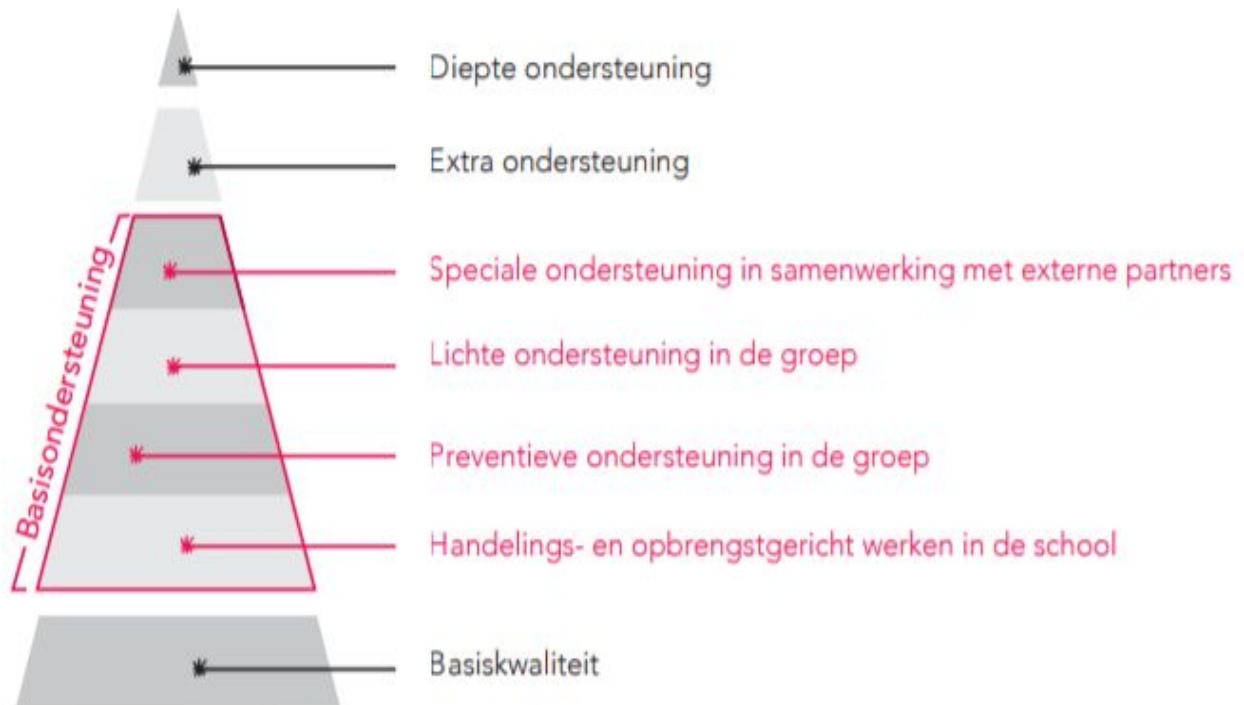 Diepte ondersteuning
Extra ondersteuning
Basisondersteuning
Speciale ondersteuning in samenwerking met externe partners
Lichte ondersteuning in de groep
Preventieve ondersteuning in de groep
Handelings- en opbrengstgericht werken in de school
Basiskwaliteit